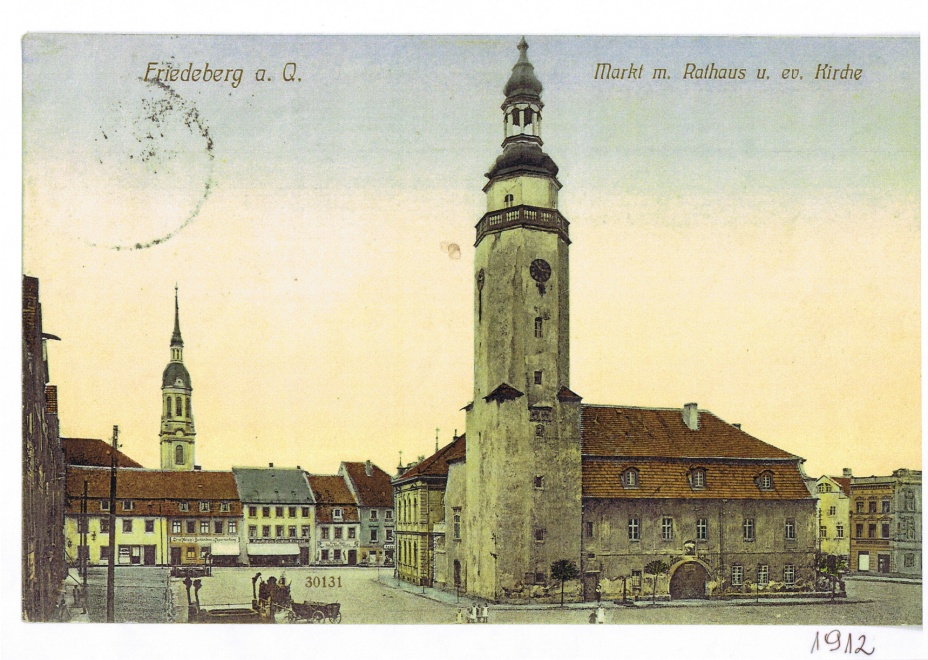 Friedeberg a. Q.
Markt m. Rathaus u. ev. Kirche
30131
1912